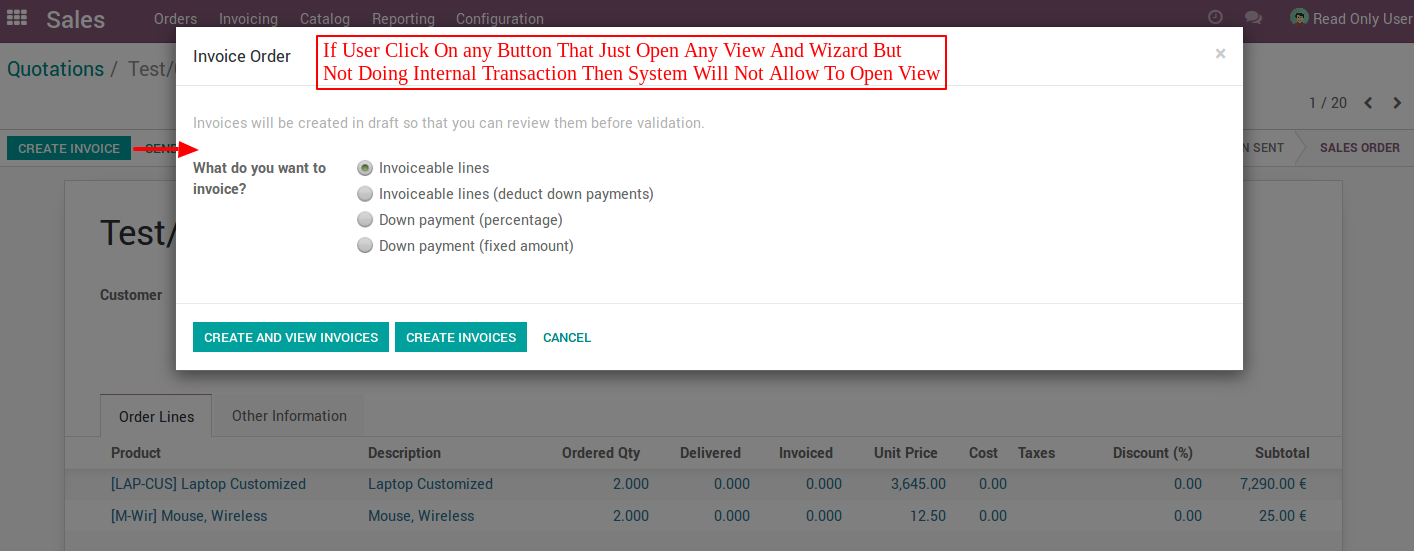 Sales
Orders
Invoicing
Catalog
Reporting
Configuration
Read Only User
Quotations / Test/
Invoice Order
If User Click On any Button That Just Open Any View And Wizard But
Not Doing Internal Transaction Then System Will Not Allow To Open View
×
1 / 20
Invoices will be created in draft so that you can review them before validation.
CREATE INVOICE
SEND
SENT
SALES ORDER
What do you want to
invoice?
Invoiceable lines
Invoiceable lines (deduct down payments)
Down payment (percentage)
Down payment (fixed amount)
Test/
Customer
CREATE AND VIEW INVOICES
CREATE INVOICES
CANCEL
Order Lines
Other Information
Product Description Ordered Qty Delivered Invoiced Unit Price Cost Taxes Discount (%) Subtotal
[LAP-CUS] Laptop Customized Laptop Customized 2.000 0.000 0.000 3,645.00 0.00 0.00 7,290.00 €
[M-Wir] Mouse, Wireless Mouse, Wireless 2.000 0.000 0.000 12.50 0.00 0.00 25.00 €